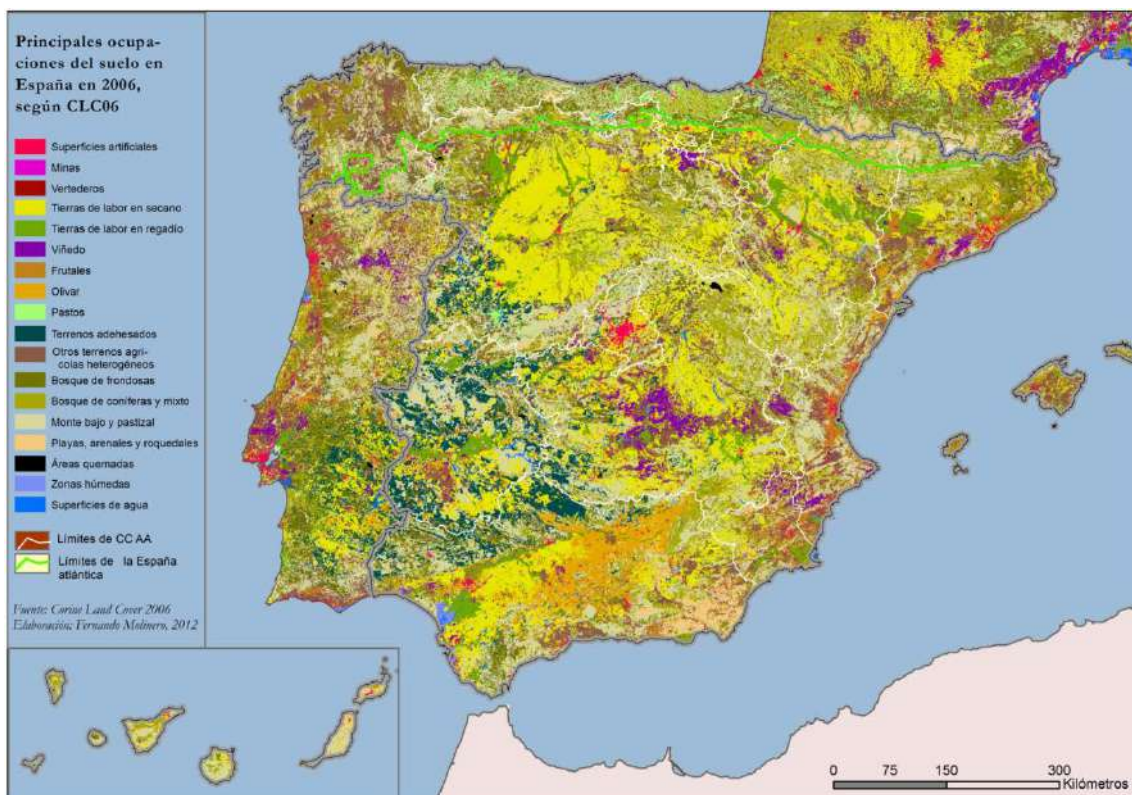 Principales ocupa-
ciones del suelo en
España en 2006,
según CLC06
Superficies artificiales
Minas
Vertederos
Tierras de labor en secano
Tierras de labor en regadío
Viñedo
Frutales
Olivar
Pastos
Terrenos adehesados
Otros terrenos agrí-
colas heterogéneos
Bosque de frondosas
Bosque de coníferas y mixto
Monte bajo y pastizal
Playas, arenales y roquedales
Áreas quemadas
Zonas húmedas
Superficies de agua
Límites de CC AA
Límites de la España
atlántica
Fuente: Corine Land Cover 2006
Elaboración: Fernando Molinero, 2012
0 75 150 300
Kilómetros